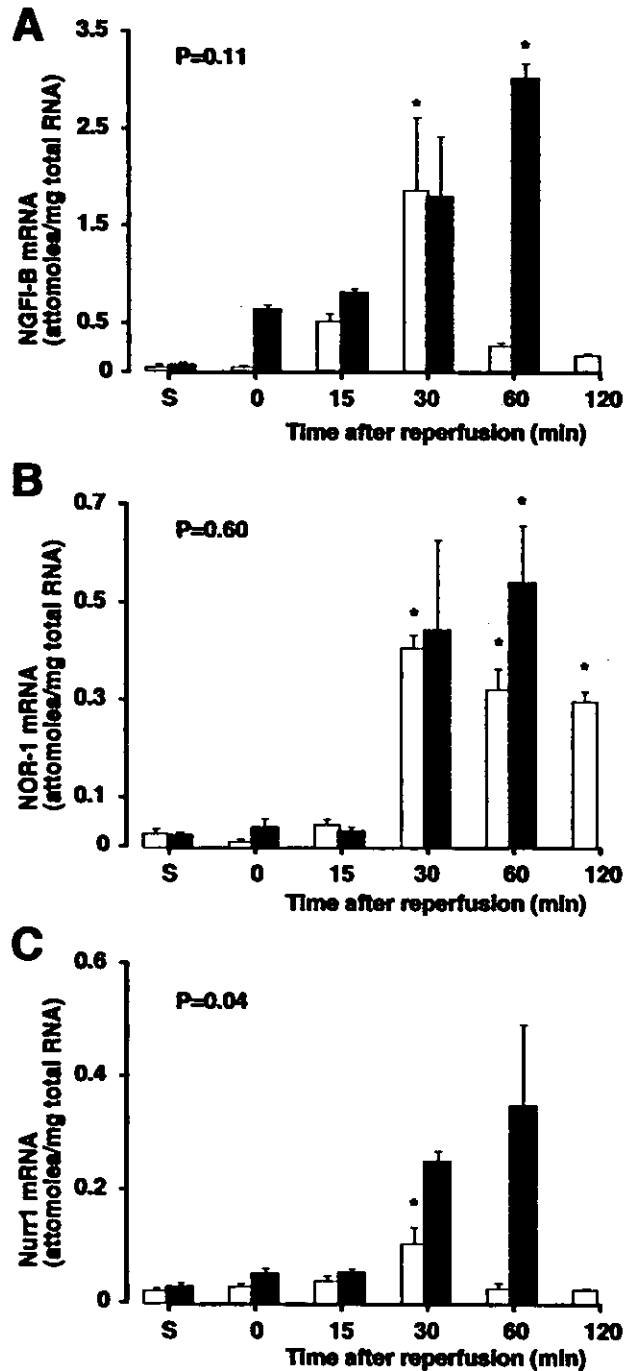 A
P=0.11
NGFI-B mRNA
(attomoles/mg total RNA)
3.5
2.5
1.5
0.5
0
*
*
S 0 15 30 60 120
Time after reperfusion (min)
B
P=0.60
NOR-1 mRNA
(attomoles/mg total RNA)
0.7
0.5
0.3
0.1
0
*
*
*
*
S 0 15 30 60 120
Time after reperfusion (min)
C
P=0.04
Nurr1 mRNA
(attomoles/mg total RNA)
0.6
0.4
0.2
0
*
S 0 15 30 60 120
Time after reperfusion (min)